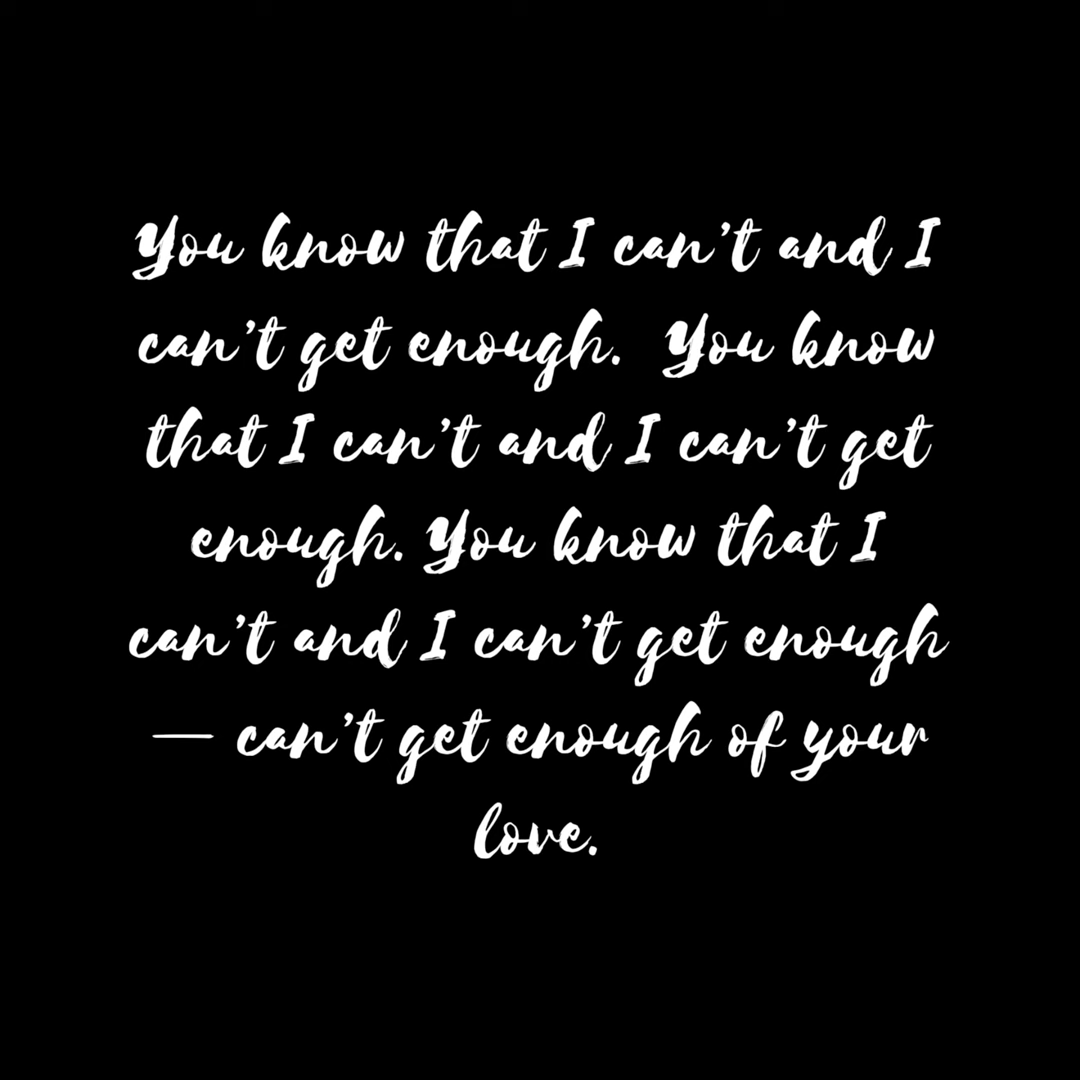 You know that I can't and I
can't get enough.  You know
that I can't and I can't get
enough. You know that I
can't and I can't get enough
— can't get enough of your
love.